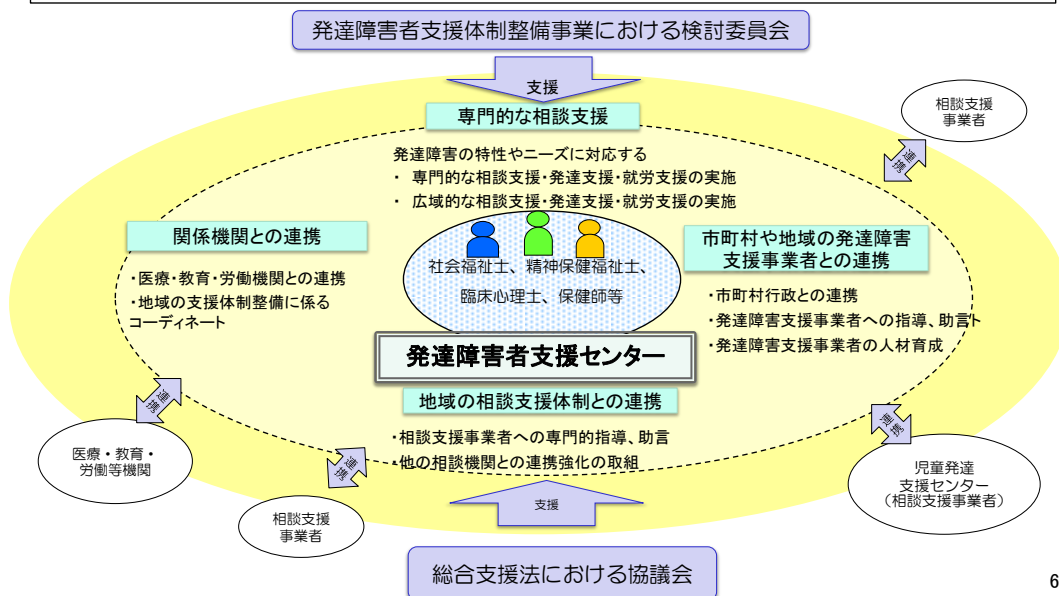 発達障害者支援体制整備事業における検討委員会
支援
専門的な相談支援
相談支援
事業者
連携
発達障害の特性やニーズに対応する
・ 専門的な相談支援・発達支援・就労支援の実施
・ 広域的な相談支援・発達支援・就労支援の実施
関係機関との連携
・医療・教育・労働機関との連携
・地域の支援体制整備に係る
コーディネート
社会福祉士、精神保健福祉士、
臨床心理士、保健師等
市町村や地域の発達障害
支援事業者との連携
・市町村行政との連携
・発達障害支援事業者への指導、助言ト
・発達障害支援事業者の人材育成
発達障害者支援センター
地域の相談支援体制との連携
・相談支援事業者への専門的指導、助言
・他の相談機関との連携強化の取組
連携
医療・教育・
労働等機関
連携
相談支援
事業者
支援
連携
児童発達
支援センター
（相談支援事業者）
総合支援法における協議会
6